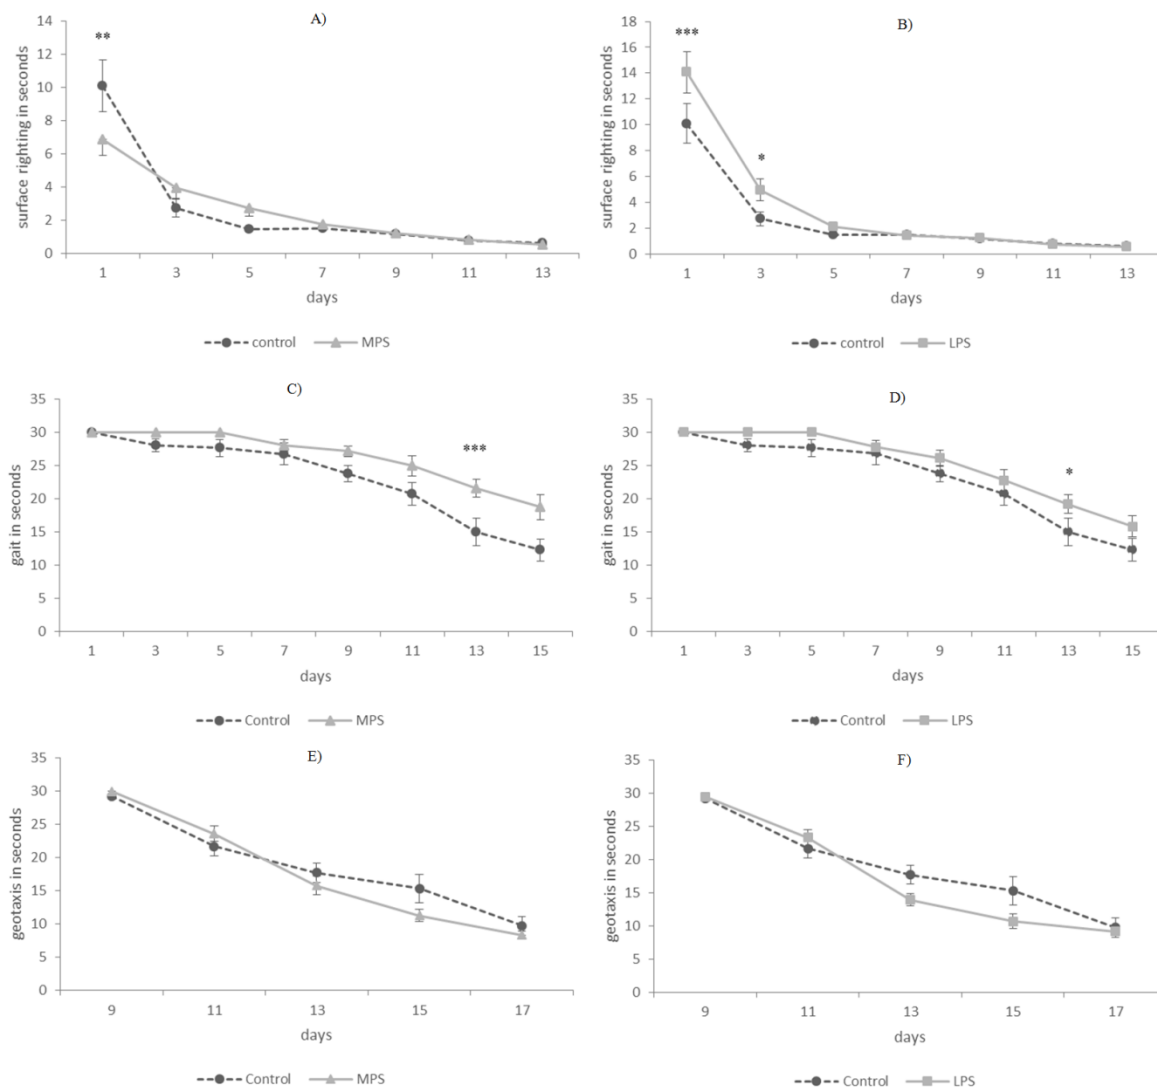 A)
surface righting in seconds
14
12
10
8
6
4
2
0
**
1 3 5 7 9 11 13
days
control MPS
B)
surface righting in seconds
18
16
14
12
10
8
6
4
2
0
***
*
1 3 5 7 9 11 13
days
control LPS
C)
gait in seconds
35
30
25
20
15
10
5
0
***
1 3 5 7 9 11 13 15
days
Control MPS
D)
gait in seconds
35
30
25
20
15
10
5
0
*
1 3 5 7 9 11 13 15
days
Control LPS
E)
geotaxis in seconds
35
30
25
20
15
10
5
0
9 11 13 15 17
days
Control MPS
F)
geotaxis in seconds
35
30
25
20
15
10
5
0
9 11 13 15 17
days
Control LPS